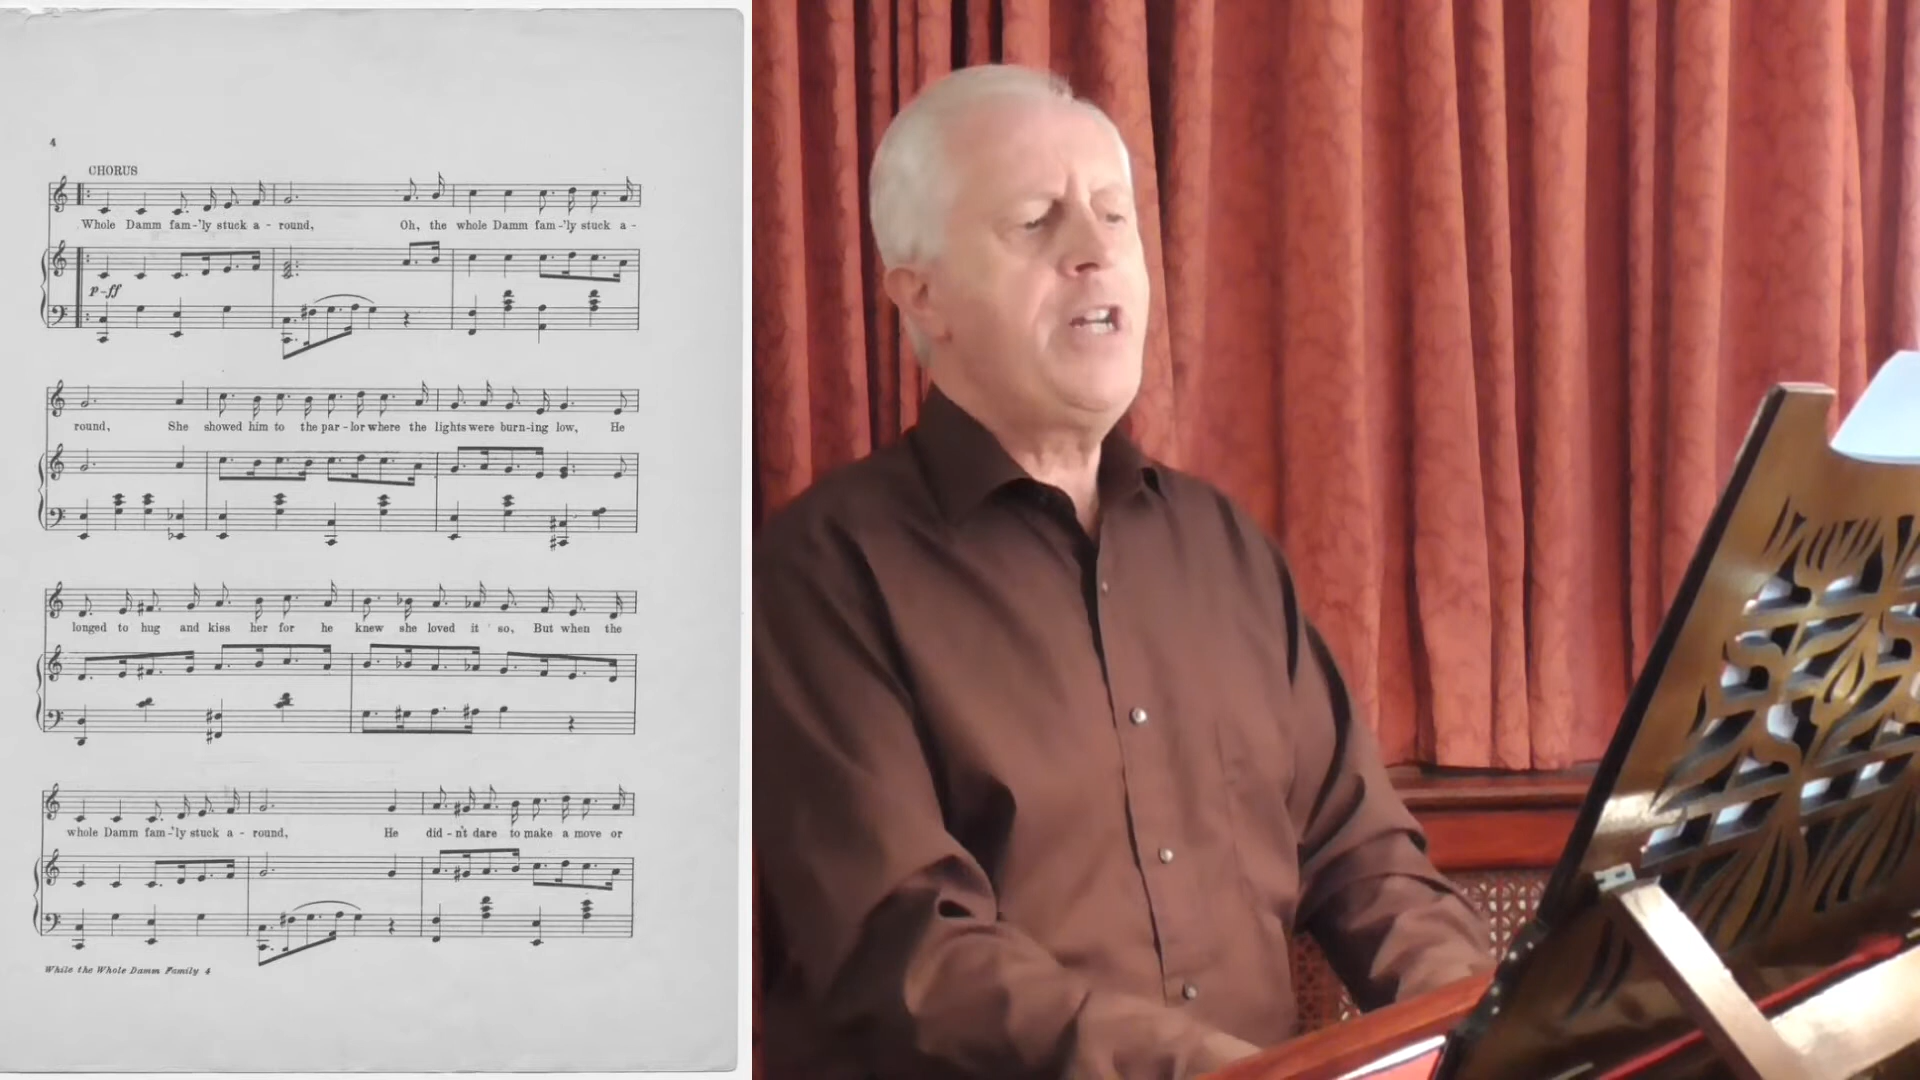 4
CHORUS
Whole Damm fam-'ly stuck a - round, Oh, the whole Damm fam-'ly stuck a -
p-ff
round, She showed him to the par-lor where the lights were burn-ing low, He
longed to hug and kiss her for he knew she loved it so, But when the
whole Damm fam-'ly stuck a - round, He did-n't dare to make a move or
While the Whole Damm Family 4